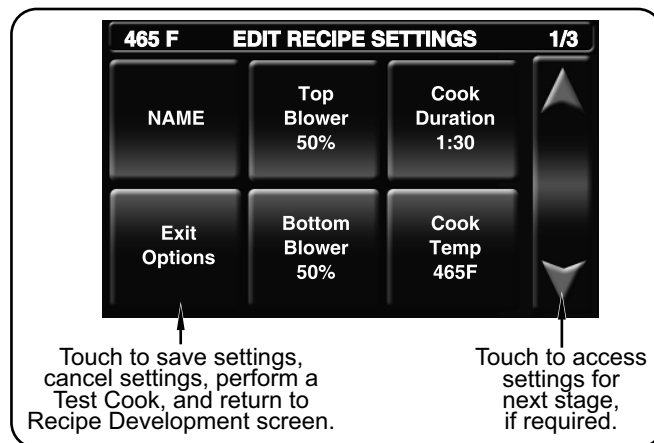 465 F EDIT RECIPE SETTINGS 1/3
NAME
Top
Blower
50%
Cook
Duration
1:30
Exit
Options
Bottom
Blower
50%
Cook
Temp
465F
Touch to save settings,
cancel settings, perform a
Test Cook, and return to
Recipe Development screen.
Touch to access
settings for
next stage,
if required.